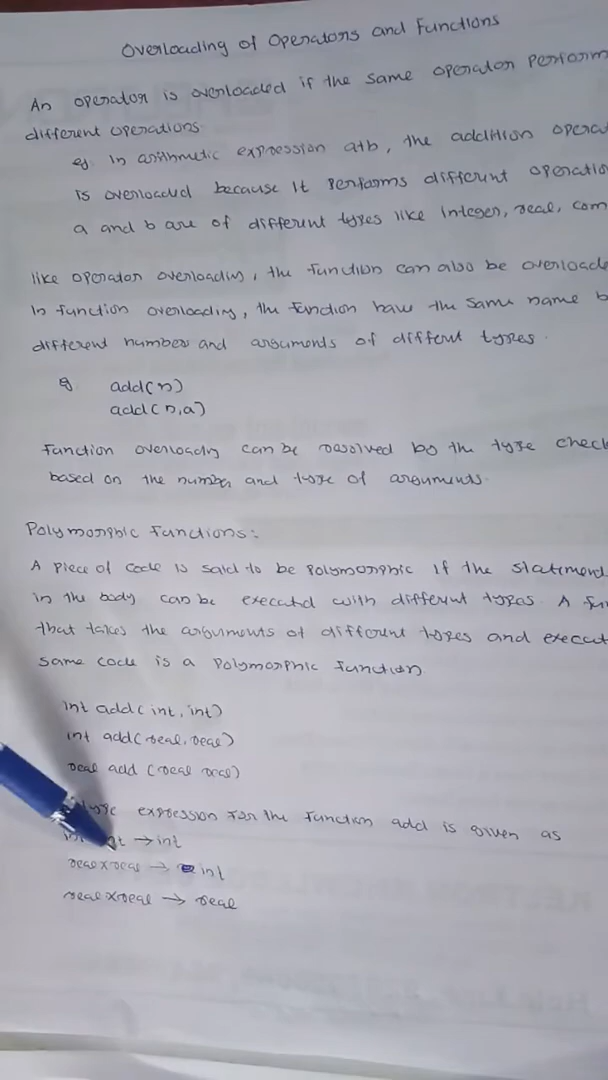 Overloading of Operators and Functions
An operator is overloaded if the same operator perform
different operations.
eg. In arithmetic expression a+b, the addition operat
is overloaded because it performs different operatio
a and b are of different types like integer, real, com
like operator overloading, the function can also be overloade
In function overloading, the function have the same name b
different number and arguments of different types.
eg add(n)
add(n,a)
Function overloading can be resolved by the type check
based on the number and type of arguments.
Polymorphic functions:
A piece of code is said to be polymorphic if the statement
in the body can be executed with different types. A fun
that takes the arguments of different types and execut
same code is a polymorphic function.
int add(int, int)
int add(real, real)
real add (real real)
type expression for the function add is given as
int → int
real×real → int
real×real → real